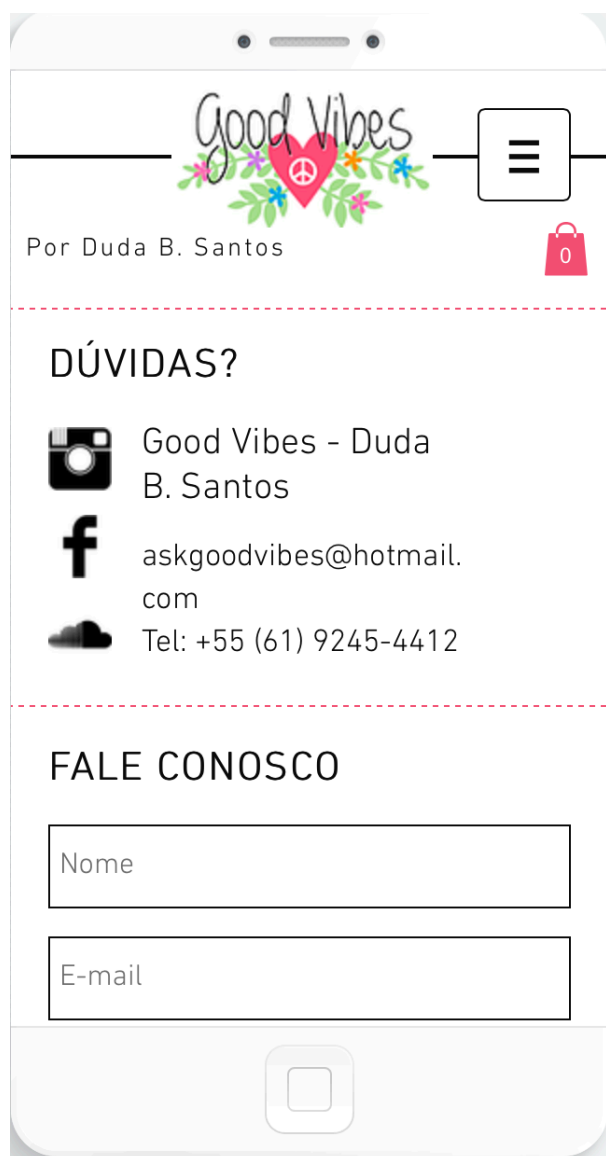 Good Vibes
Por Duda B. Santos
0
DÚVIDAS?
Good Vibes - Duda
B. Santos
askgoodvibes@hotmail.
com
Tel: +55 (61) 9245-4412
FALE CONOSCO
Nome
E-mail